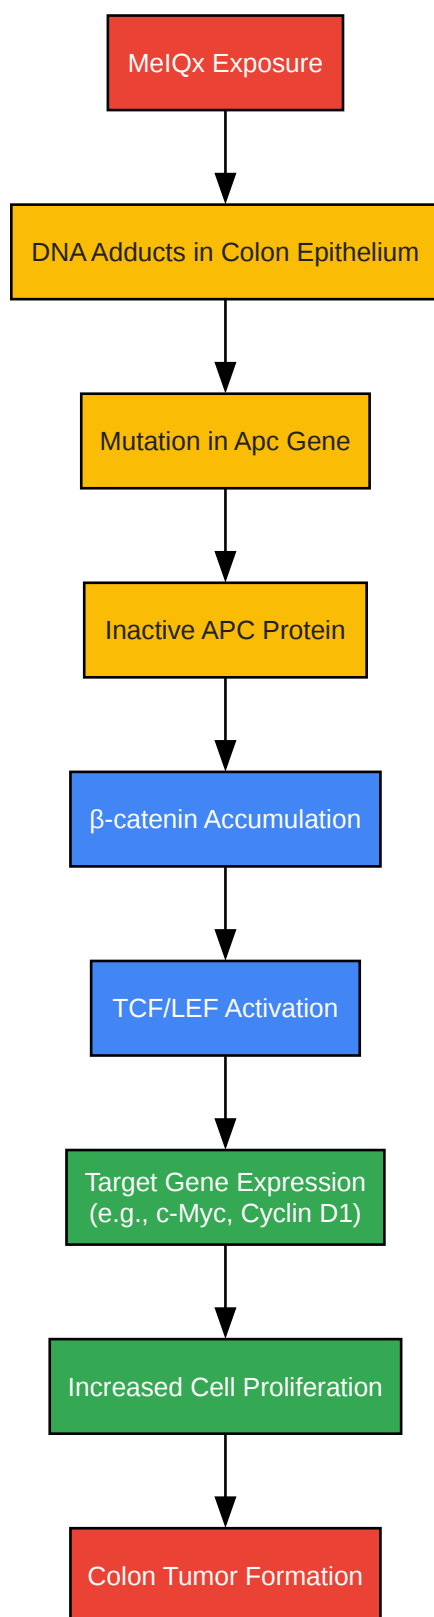 MeIQx Exposure
DNA Adducts in Colon Epithelium
Mutation in Apc Gene
Inactive APC Protein
β-catenin Accumulation
TCF/LEF Activation
Target Gene Expression
(e.g., c-Myc, Cyclin D1)
Increased Cell Proliferation
Colon Tumor Formation